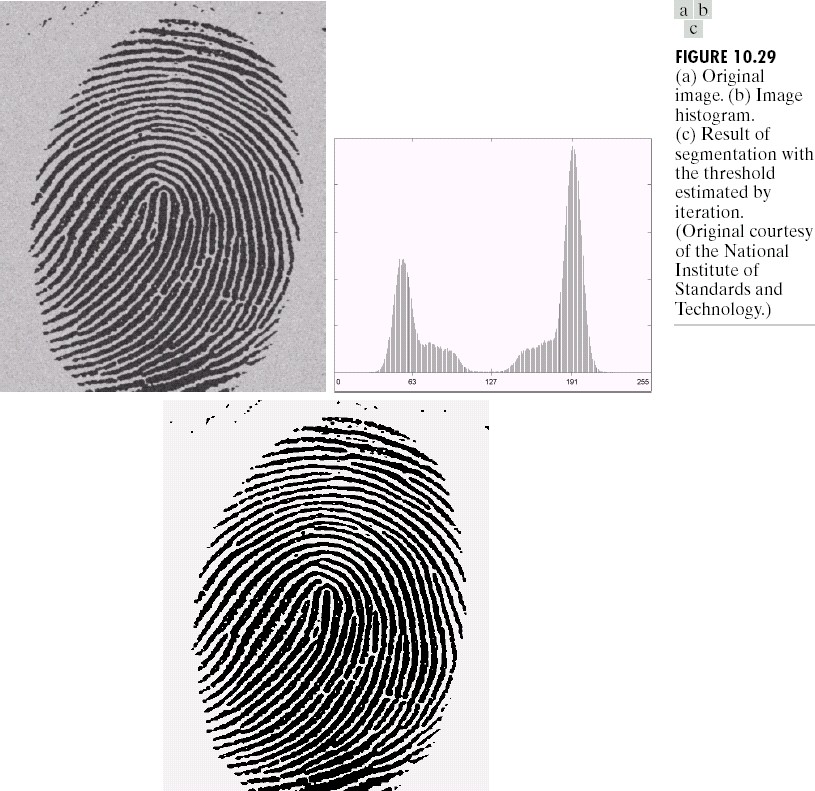 a b
c
FIGURE 10.29
(a) Original
image. (b) Image
histogram.
(c) Result of
segmentation with
the threshold
estimated by
iteration.
(Original courtesy
of the National
Institute of
Standards and
Technology.)
0 63 127 191 255